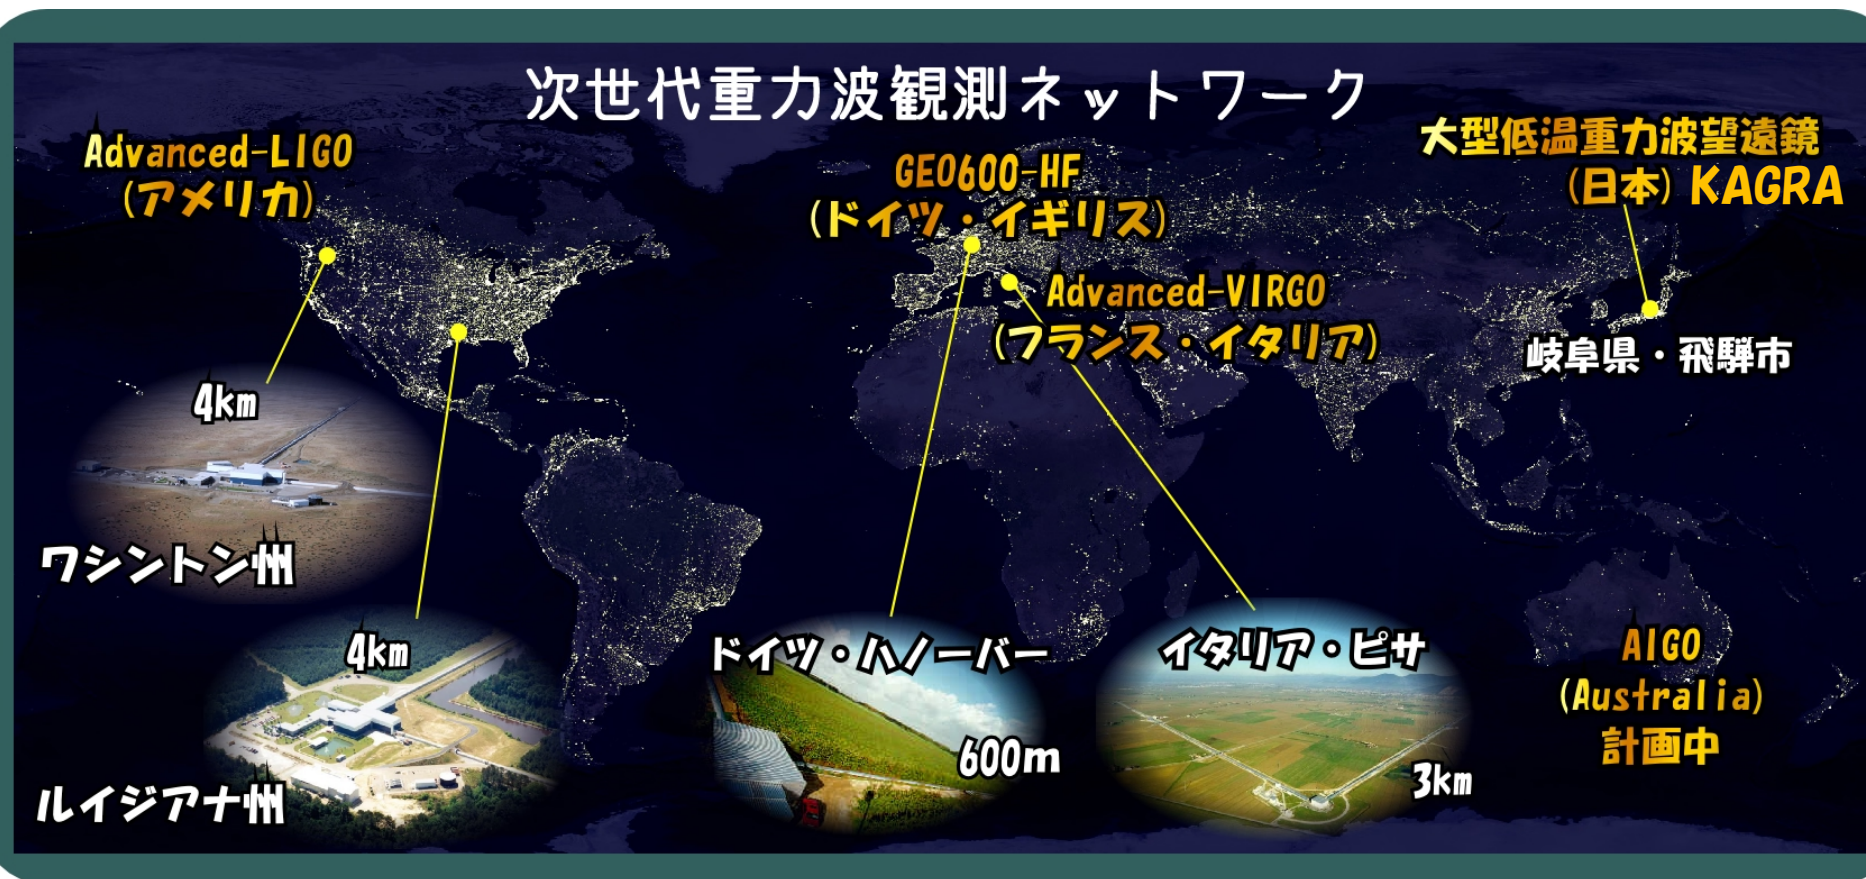 次世代重力波観測ネットワーク
Advanced-LIGO
(アメリカ)
GEO600-HF
(ドイツ・イギリス)
大型低温重力波望遠鏡
(日本) KAGRA
Advanced-VIRGO
(フランス・イタリア)
岐阜県・飛騨市
4km
ワシントン州
4km
ルイジアナ州
ドイツ・ハノーバー
600m
イタリア・ピサ
3km
AIGO
(Australia)
計画中